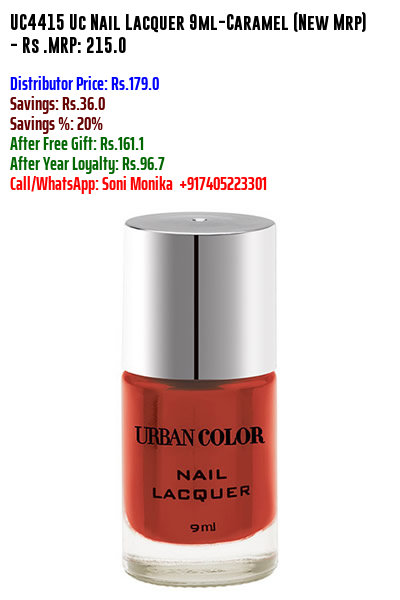 UC4415 Uc Nail Lacquer 9ml-Caramel (New Mrp)
- Rs .MRP: 215.0
Distributor Price: Rs.179.0
Savings: Rs.36.0
Savings %: 20%
After Free Gift: Rs.161.1
After Year Loyalty: Rs.96.7
Call/WhatsApp: Soni Monika +917405223301
URBAN COLOR
NAIL
LACQUER
9ml